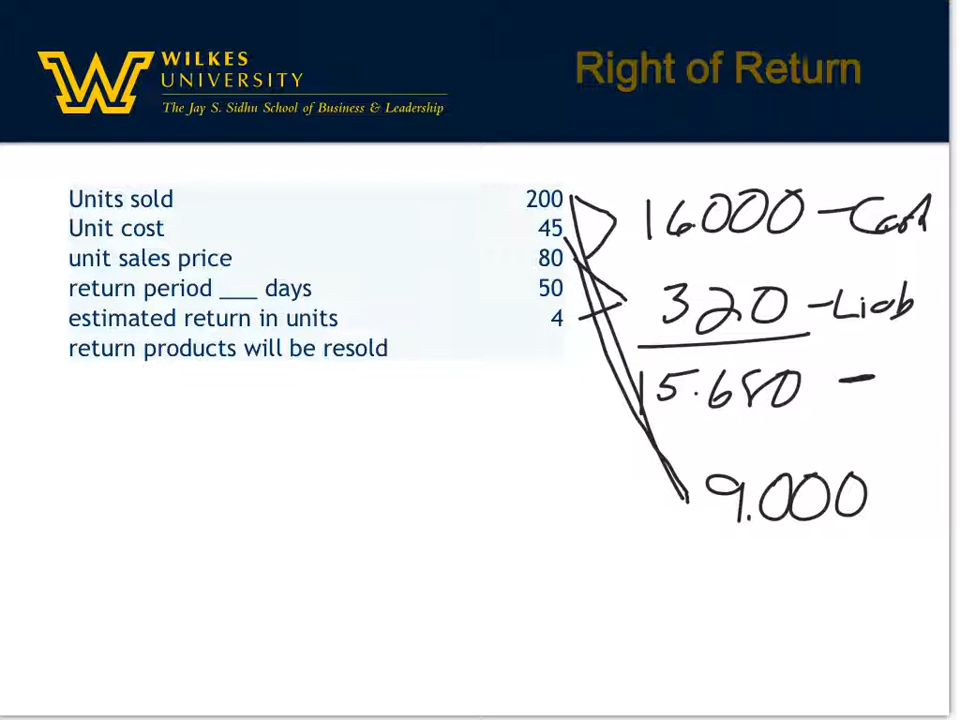 WILKES
UNIVERSITY
The Jay S. Sidhu School of Business & Leadership
Right of Return
Units sold 200
Unit cost 45
unit sales price 80
return period ___ days 50
estimated return in units 4
return products will be resold
16.000 - Cash
320 - Liab
15.680 -
9.000